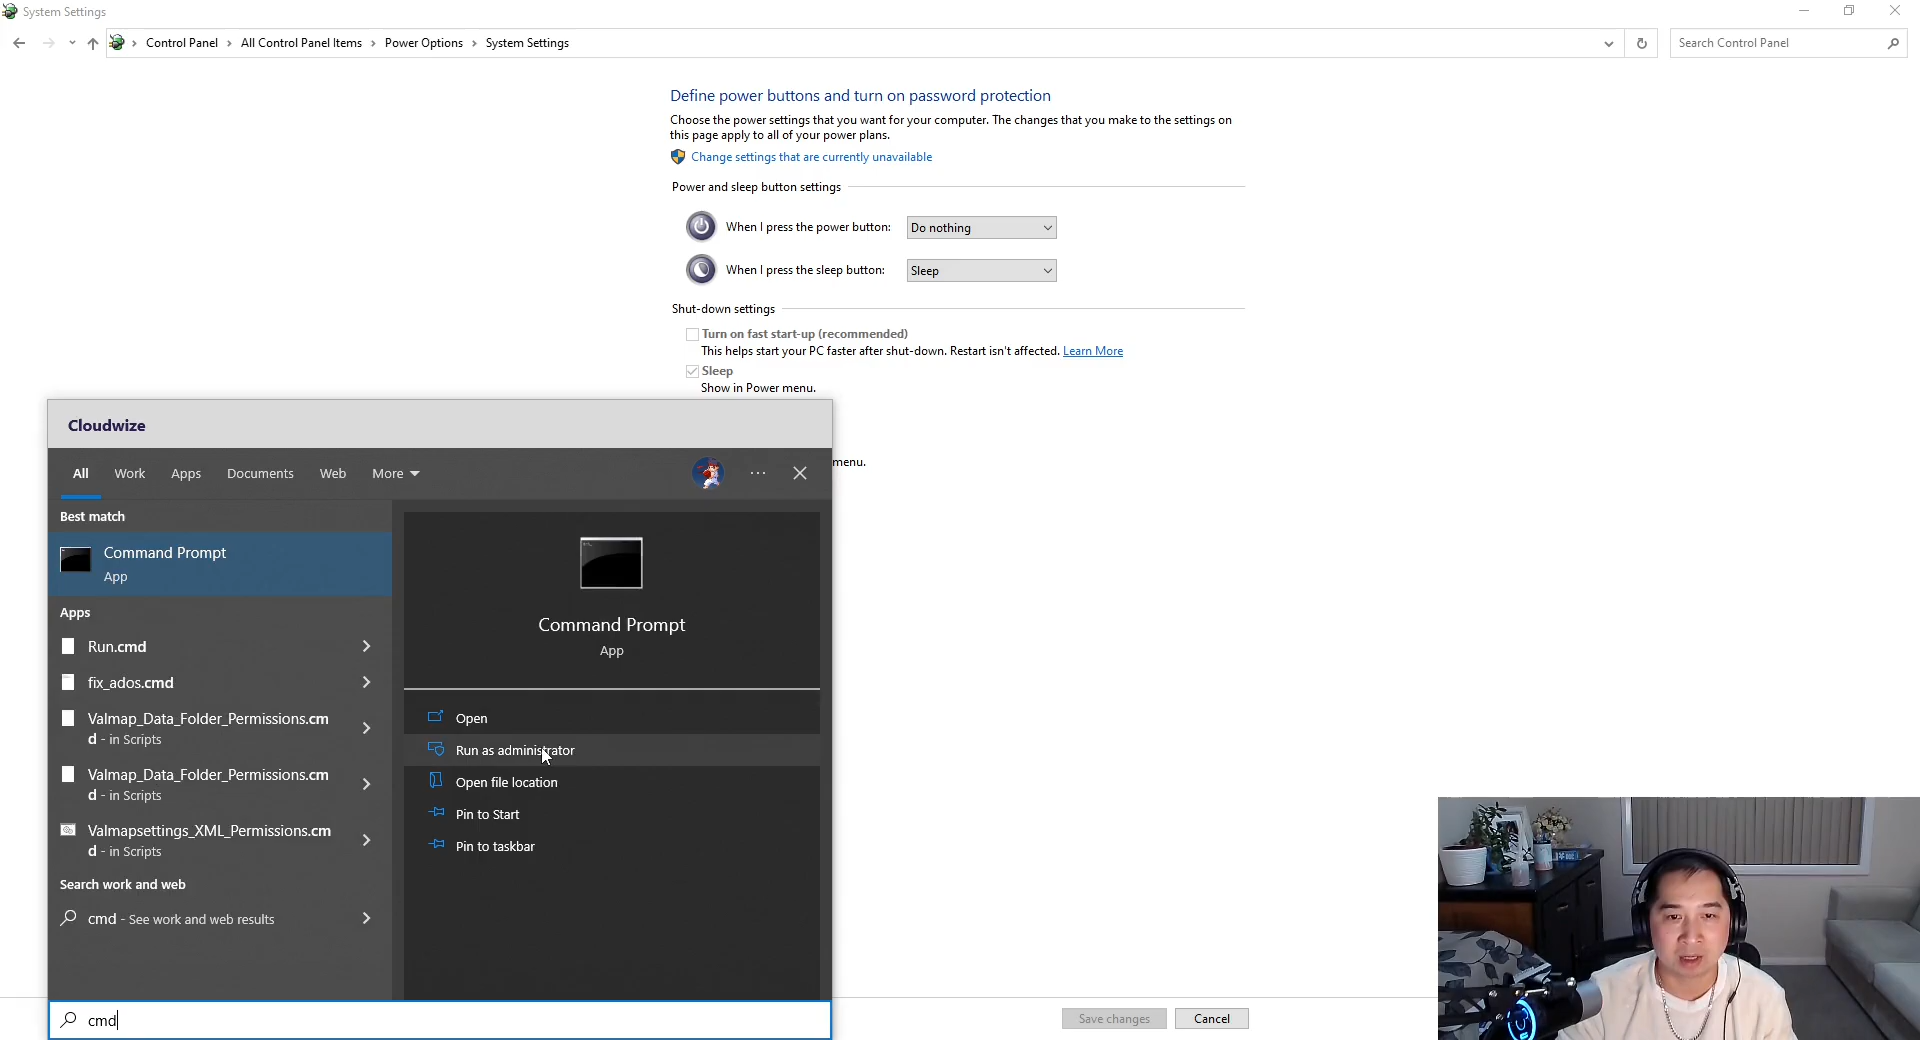 System Settings
Control Panel > All Control Panel Items > Power Options > System Settings
Search Control Panel
Define power buttons and turn on password protection
Choose the power settings that you want for your computer. The changes that you make to the settings on
this page apply to all of your power plans.
Change settings that are currently unavailable
Power and sleep button settings
When I press the power button: Do nothing
When I press the sleep button: Sleep
Shut-down settings
Turn on fast start-up (recommended)
This helps start your PC faster after shut-down. Restart isn't affected. Learn More
Sleep
Show in Power menu.
menu.
Cloudwize
All Work Apps Documents Web More
Best match
Command Prompt
App
Apps
Run.cmd
fix_ados.cmd
Valmap_Data_Folder_Permissions.cm
d - in Scripts
Valmap_Data_Folder_Permissions.cm
d - in Scripts
Valmapsettings_XML_Permissions.cm
d - in Scripts
Search work and web
cmd - See work and web results
Command Prompt
App
Open
Run as administrator
Open file location
Pin to Start
Pin to taskbar
cmd
Save changes
Cancel